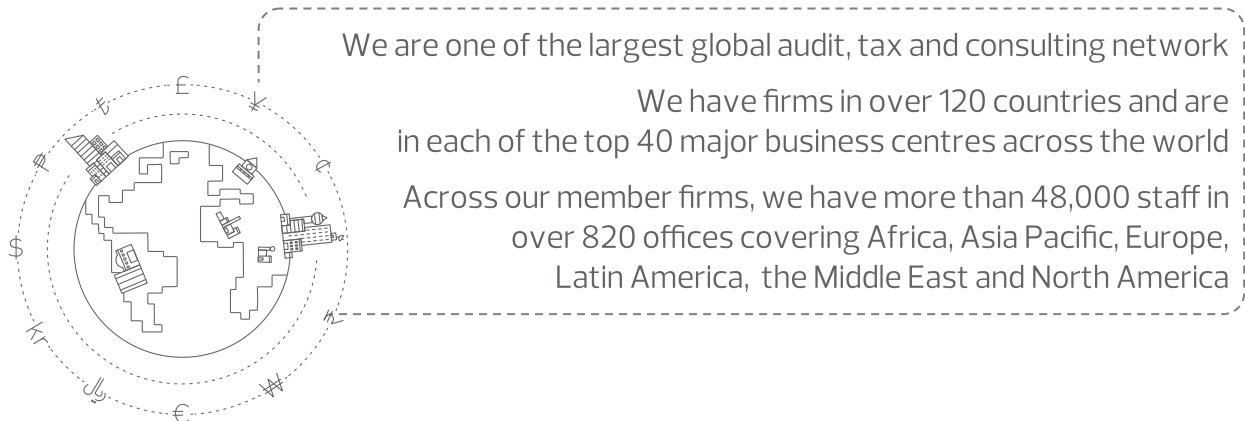 We are one of the largest global audit, tax and consulting network
We have firms in over 120 countries and are
in each of the top 40 major business centres across the world
Across our member firms, we have more than 48,000 staff in
over 820 offices covering Africa, Asia Pacific, Europe,
Latin America, the Middle East and North America
£
$
kr
﷼
€
₩